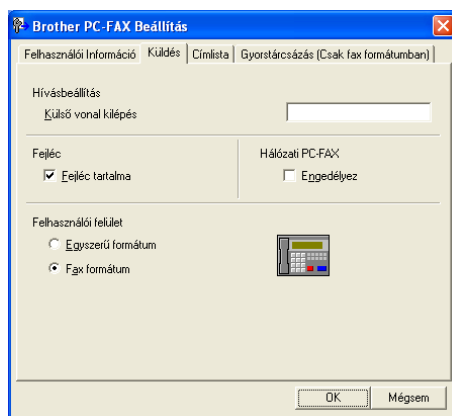 Brother PC-FAX Beállítás
Felhasználói Információ Küldés Címlista Gyorstárcsázás (Csak fax formátumban)
Hívásbeállítás
Külső vonal kilépés
Fejléc Hálózati PC-FAX
Fejléc tartalma Engedélyez
Felhasználói felület
Egyszerű formátum
Fax formátum
OK Mégsem